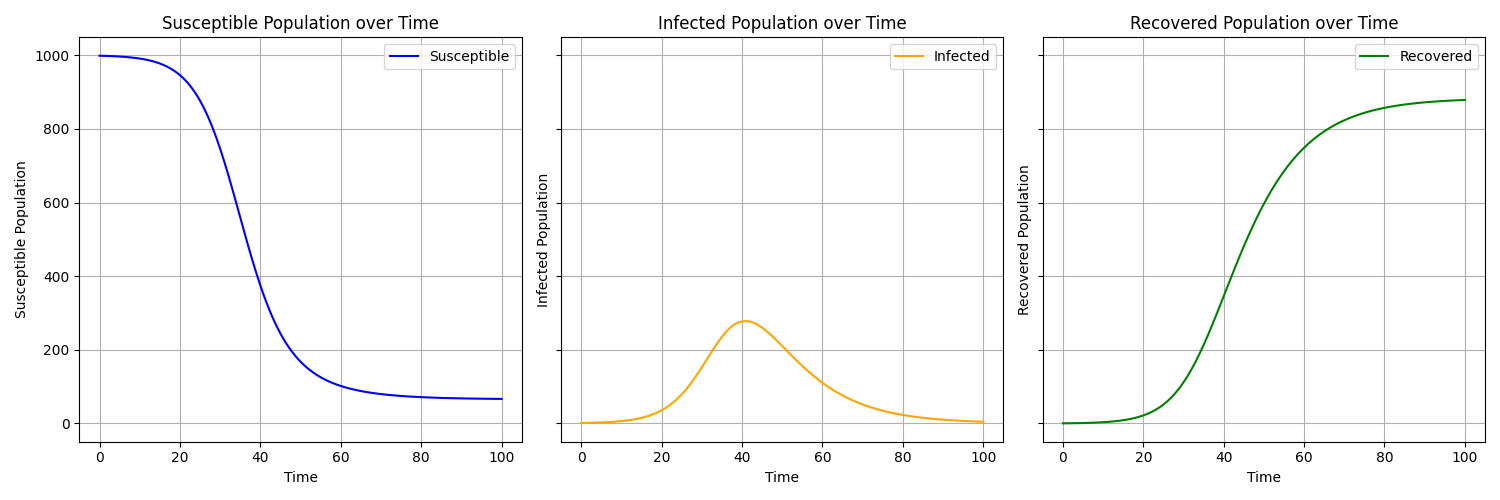 Susceptible Population over Time
Susceptible
1000
800
600
400
200
0
Susceptible Population
0 20 40 60 80 100
Time
Infected Population over Time
Infected
Infected Population
0 20 40 60 80 100
Time
Recovered Population over Time
Recovered
Recovered Population
0 20 40 60 80 100
Time